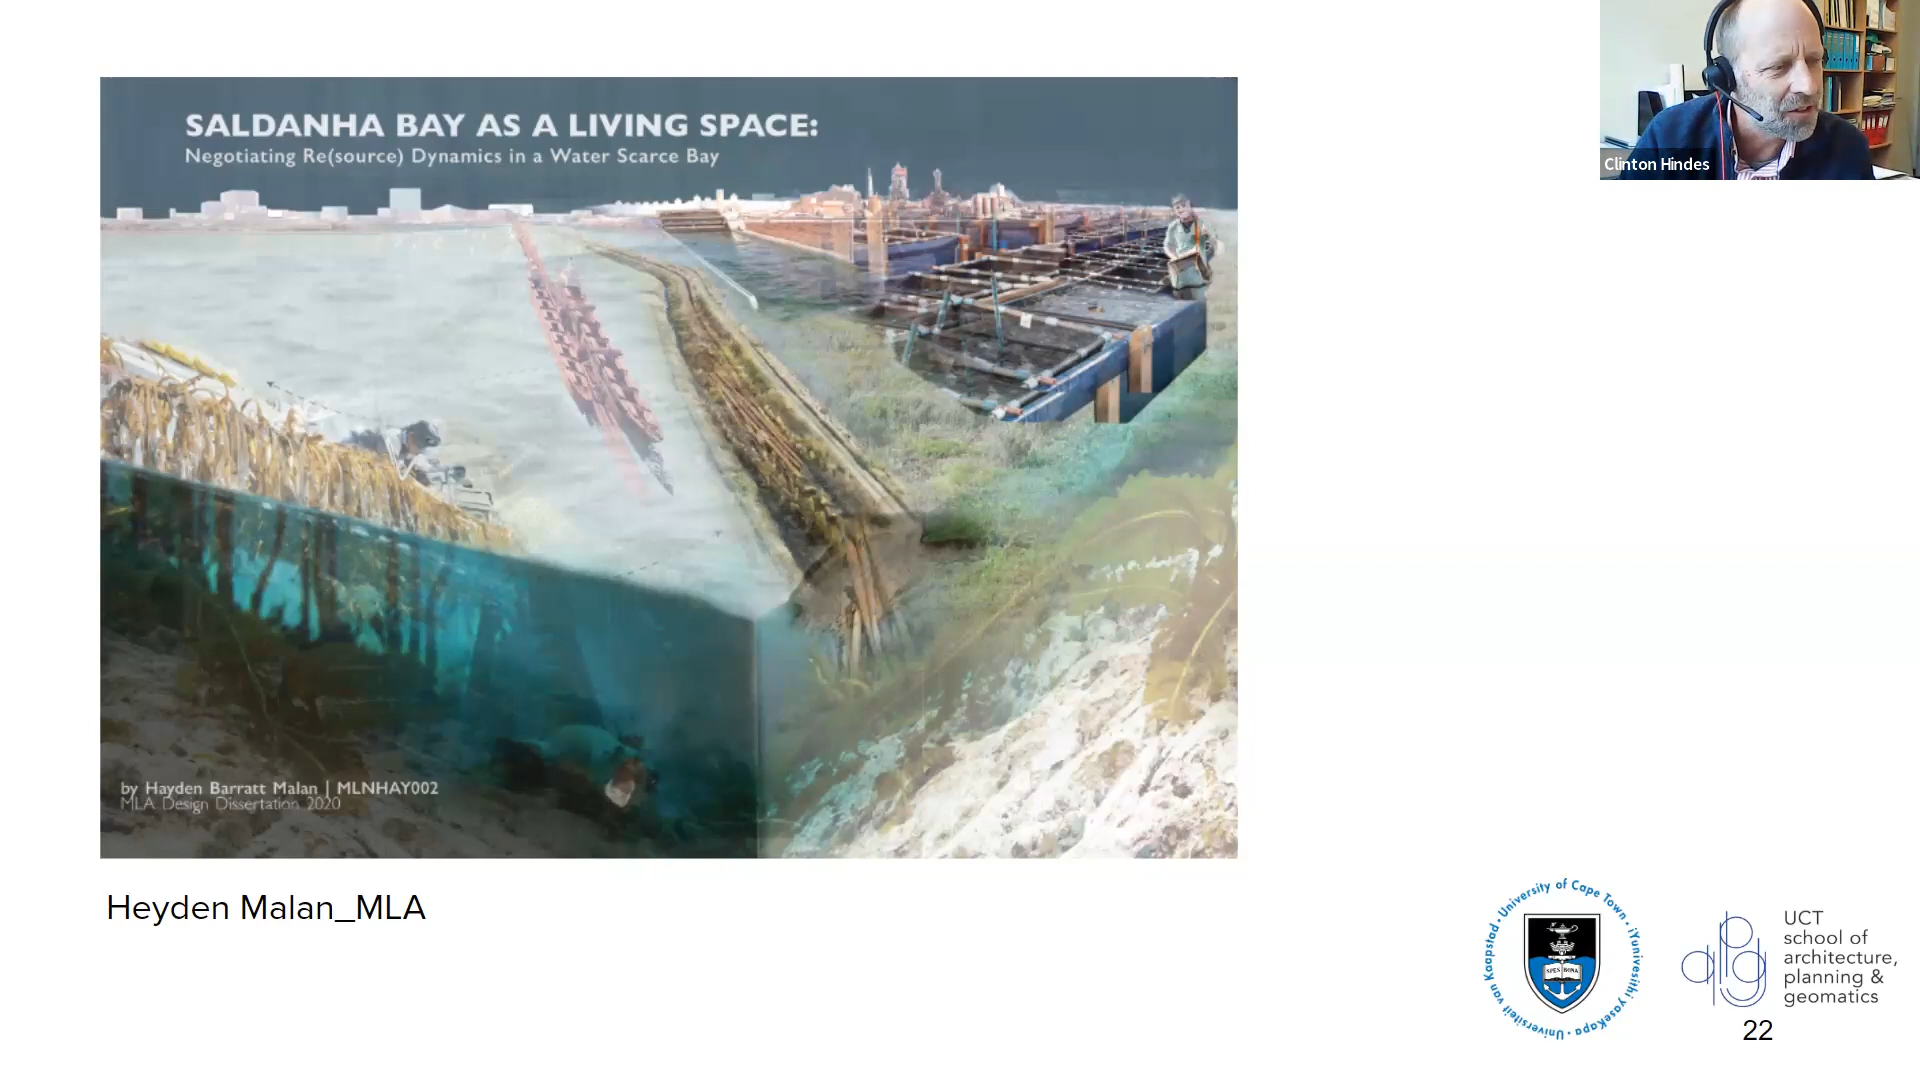 SALDANHA BAY AS A LIVING SPACE:
Negotiating Re(source) Dynamics in a Water Scarce Bay
Clinton Hindes
by Hayden Barratt Malan | MLNHAY002
MLA Design Dissertation 2020
Heyden Malan_MLA
University of Cape Town · iYunivesithi yaseKapa · Universiteit van Kaapstad ·
SPES BONA
UCT
school of
architecture,
planning &
geomatics
22